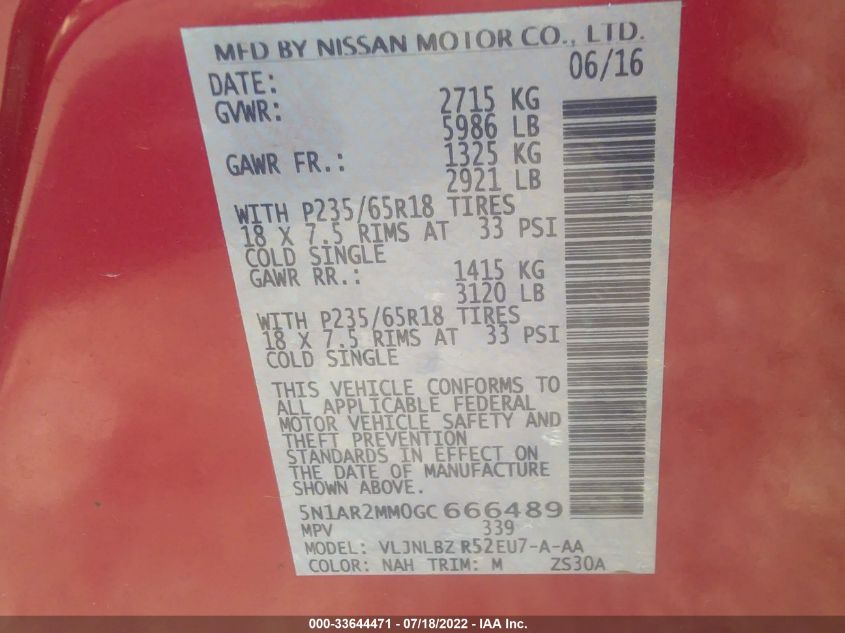 MFD BY NISSAN MOTOR CO., LTD.
DATE: 06/16
GVWR: 2715 KG
5986 LB
GAWR FR.: 1325 KG
2921 LB
WITH P235/65R18 TIRES
18 X 7.5 RIMS AT 33 PSI
COLD SINGLE
GAWR RR.: 1415 KG
3120 LB
WITH P235/65R18 TIRES
18 X 7.5 RIMS AT 33 PSI
COLD SINGLE
THIS VEHICLE CONFORMS TO
ALL APPLICABLE FEDERAL
MOTOR VEHICLE SAFETY AND
THEFT PREVENTION
STANDARDS IN EFFECT ON
THE DATE OF MANUFACTURE
SHOWN ABOVE.
5N1AR2MM0GC666489
MPV 339
MODEL: VLJNLBZ R52EU7-A-AA
COLOR: NAH TRIM: M ZS30A
000-33644471 - 07/18/2022 - IAAI Inc.